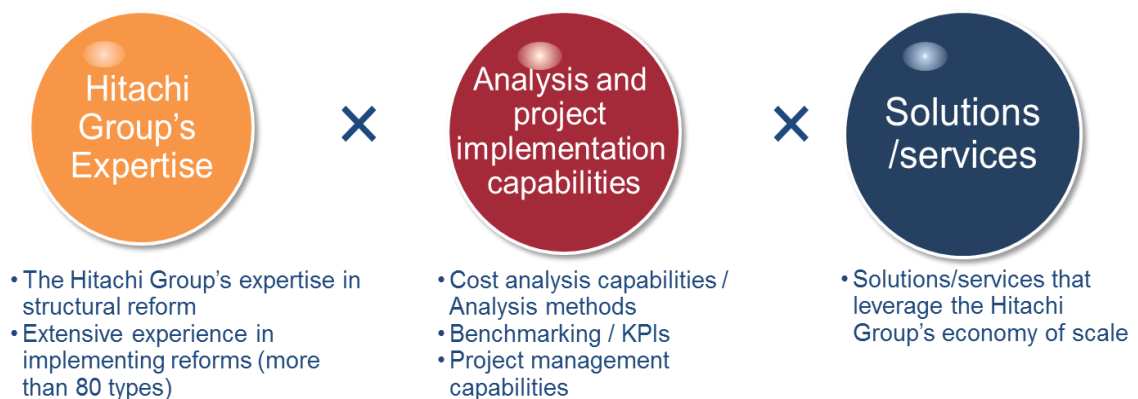 Hitachi
Group's
Expertise
×
Analysis and
project
implementation
capabilities
×
Solutions
/services
• The Hitachi Group's expertise in
structural reform
• Extensive experience in
implementing reforms (more
than 80 types)
• Cost analysis capabilities /
Analysis methods
• Benchmarking / KPIs
• Project management
capabilities
• Solutions/services that
leverage the Hitachi
Group's economy of scale